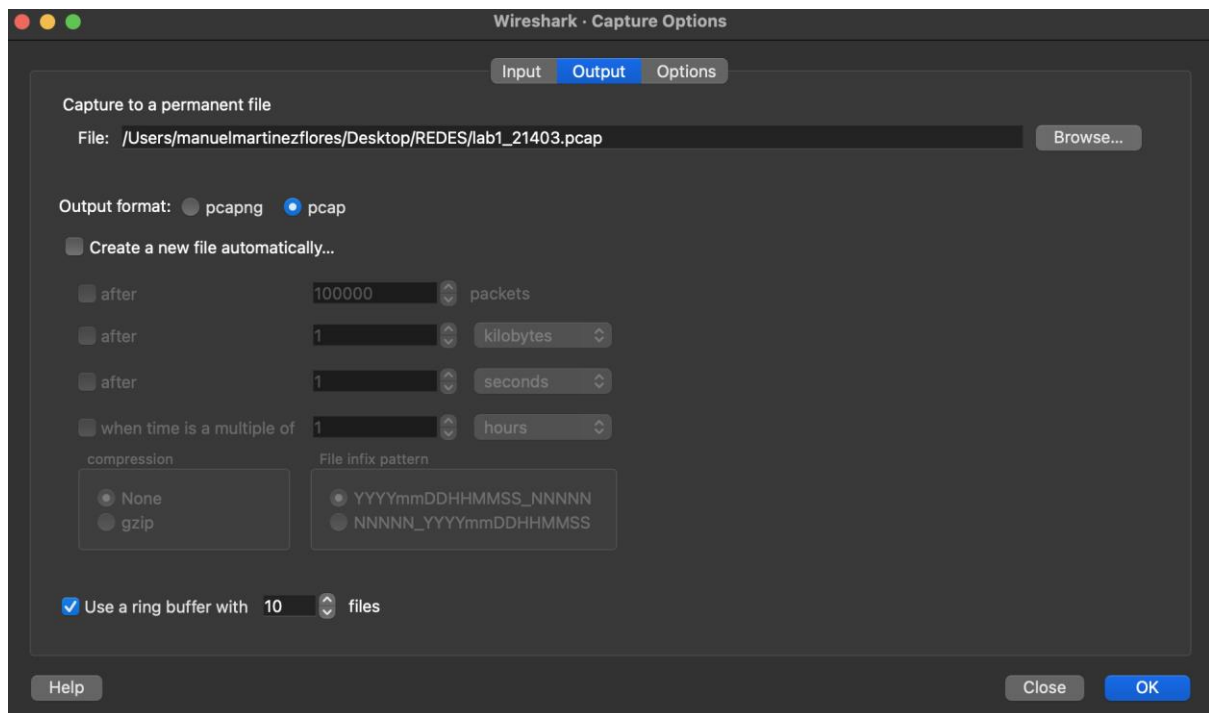 Wireshark · Capture Options
Input Output Options
Capture to a permanent file
File: /Users/manuelmartinezflores/Desktop/REDES/lab1_21403.pcap Browse...
Output format: pcapng pcap
Create a new file automatically...
after 100000 packets
after 1 kilobytes
after 1 seconds
when time is a multiple of 1 hours
compression File infix pattern
None YYYYmmDDHHMMSS_NNNNN
gzip NNNNN_YYYYmmDDHHMMSS
Use a ring buffer with 10 files
Help Close OK